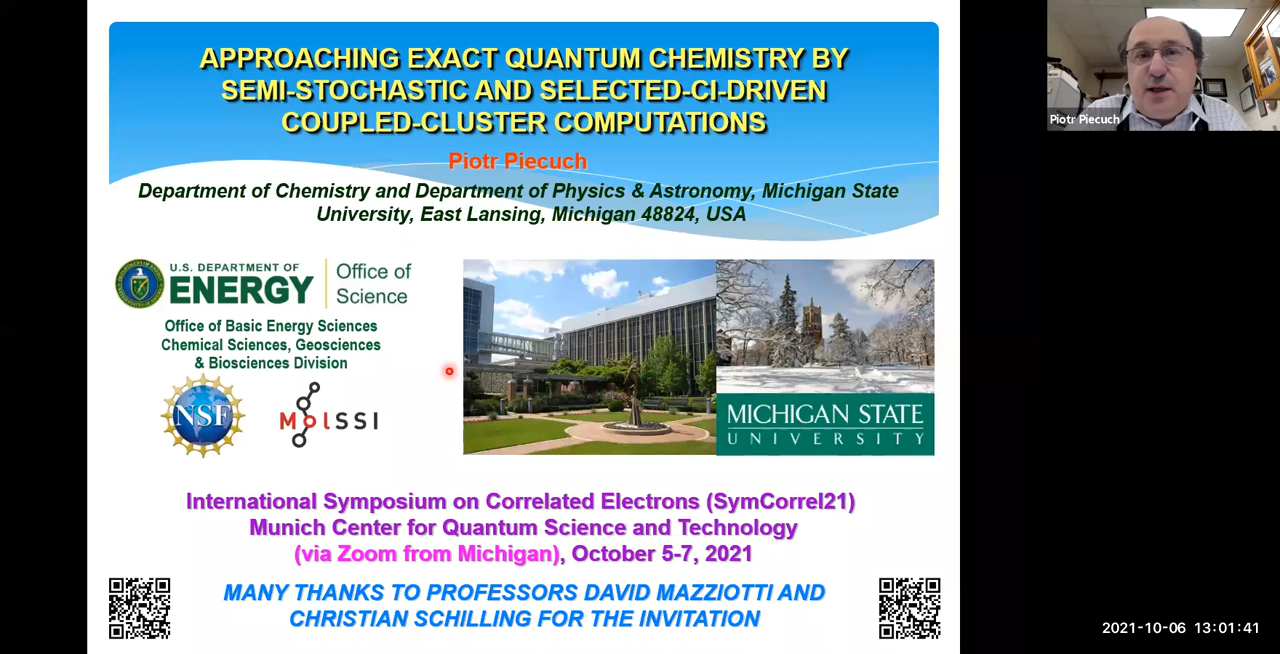 APPROACHING EXACT QUANTUM CHEMISTRY BY
SEMI-STOCHASTIC AND SELECTED-CI-DRIVEN
COUPLED-CLUSTER COMPUTATIONS
Piotr Piecuch
Department of Chemistry and Department of Physics & Astronomy, Michigan State
University, East Lansing, Michigan 48824, USA
U.S. DEPARTMENT OF
ENERGY
Office of
Science
Office of Basic Energy Sciences
Chemical Sciences, Geosciences
& Biosciences Division
NSF
MolSSI
MICHIGAN STATE
UNIVERSITY
International Symposium on Correlated Electrons (SymCorrel21)
Munich Center for Quantum Science and Technology
(via Zoom from Michigan), October 5-7, 2021
MANY THANKS TO PROFESSORS DAVID MAZZIOTTI AND
CHRISTIAN SCHILLING FOR THE INVITATION
Piotr Piecuch
2021-10-06 13:01:41